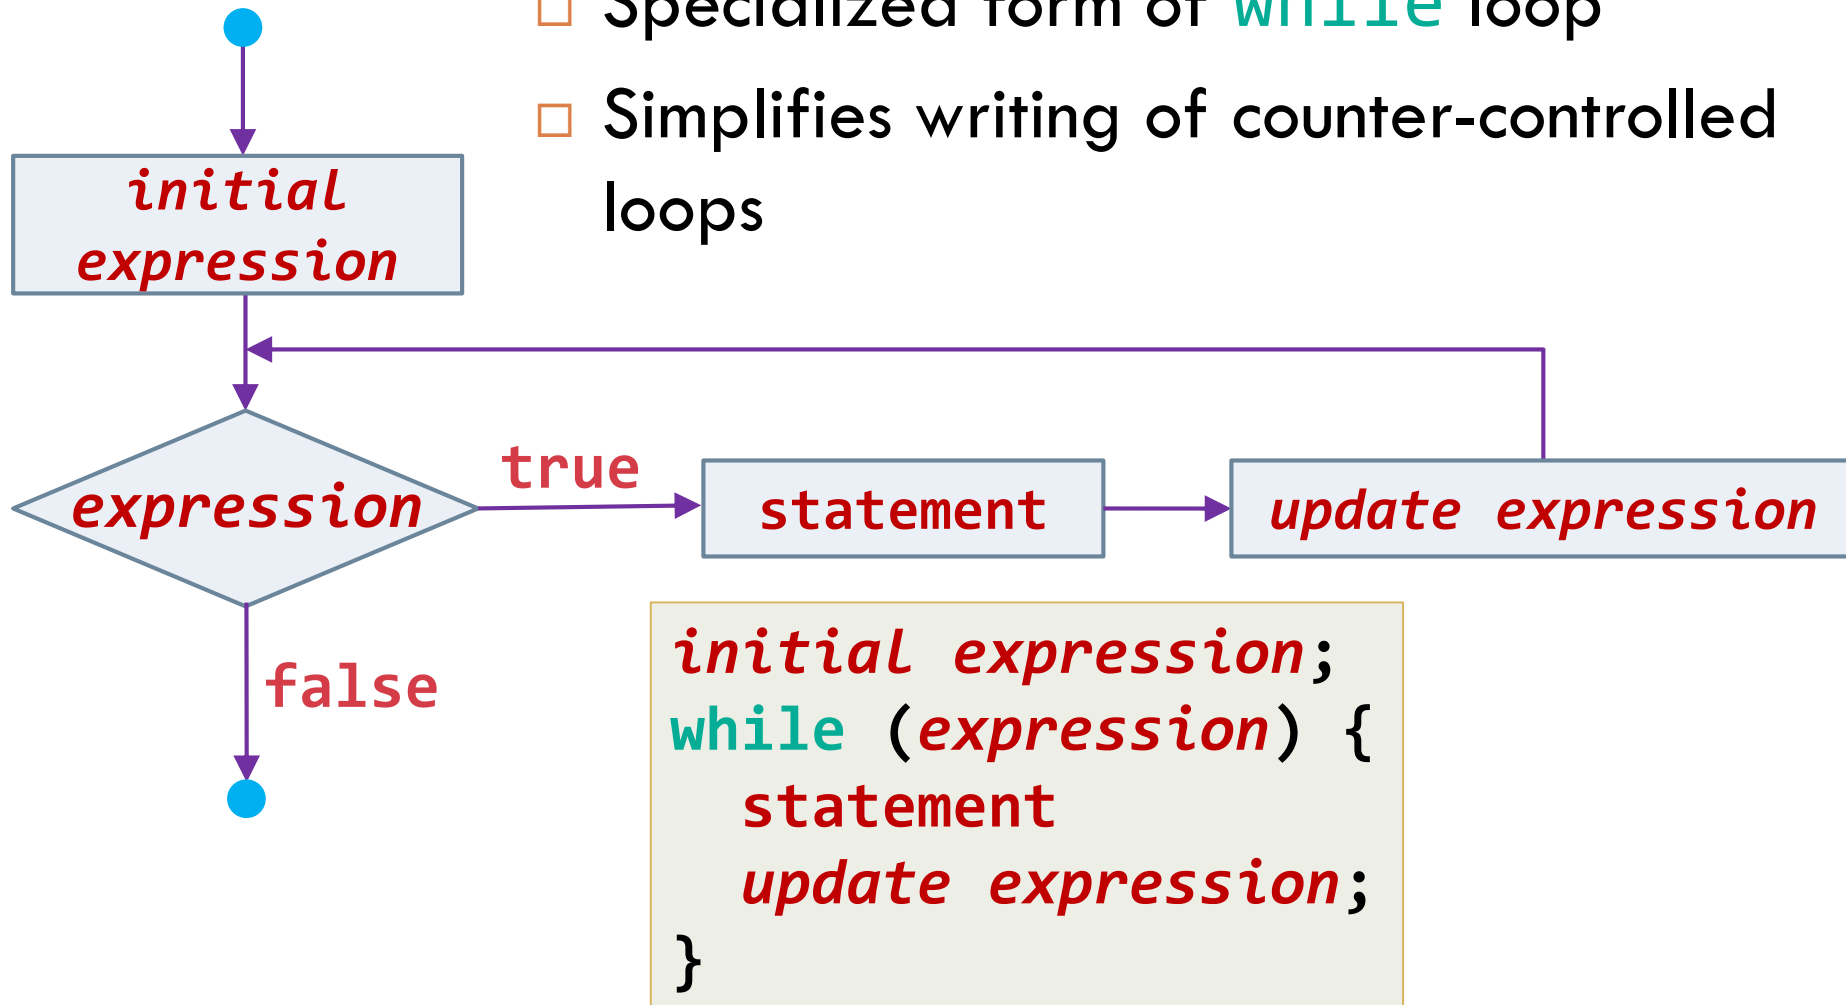 Specialized form of while loop
Simplifies writing of counter-controlled
loops
initial
expression
expression
true
statement
update expression
false
initial expression;
while (expression) {
statement
update expression;
}